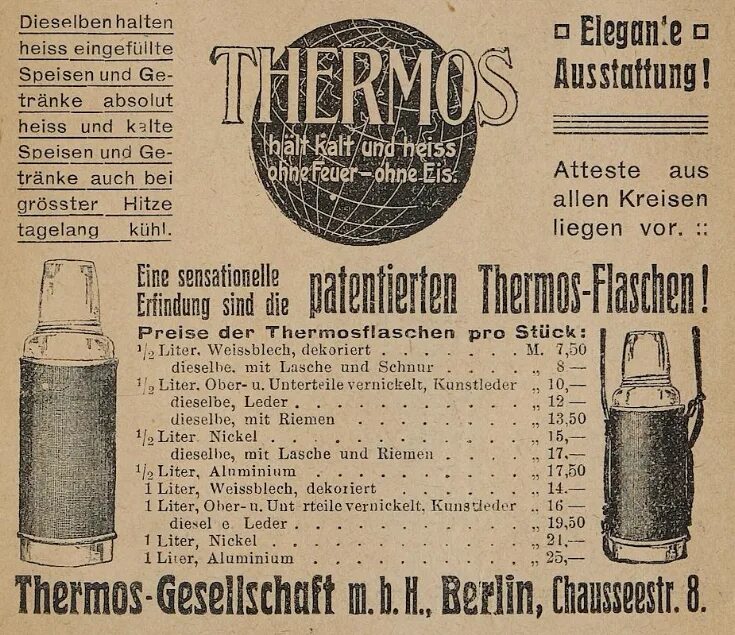 Dieselben halten
heiss eingefüllte
Speisen und Ge-
tränke absolut
heiss und kalte
Speisen und Ge-
tränke auch bei
grösster Hitze
tagelang kühl.
THERMOS
hält kalt und heiss
ohne Feuer – ohne Eis.
Elegante
Ausstattung!
Atteste aus
allen Kreisen
liegen vor. ::
Eine sensationelle
Erfindung sind die patentierten Thermos-Flaschen!
Preise der Thermosflaschen pro Stück:
1/2 Liter, Weissblech, dekoriert . . . . . . . . M. 7,50
dieselbe, mit Lasche und Schnur . . . . . „ 8 —
1/2 Liter. Ober- u. Unterteile vernickelt, Kunstleder „ 10,—
dieselbe, Leder . . . . . . . . . . . . „ 12 —
dieselbe, mit Riemen . . . . . . . . . „ 13,50
1/2 Liter Nickel . . . . . . . . . . . . . „ 15,—
dieselbe, mit Lasche und Riemen . . . . . „ 17.—
1/2 Liter, Aluminium . . . . . . . . . . . „ 17,50
1 Liter, Weissblech, dekoriert . . . . . . . „ 14.—
1 Liter, Ober- u. Unterteile vernickelt, Kunstleder „ 16 —
dieselbe Leder . . . . . . . . . . . . „ 19,50
1 Liter, Nickel . . . . . . . . . . . . . „ 21,—
1 Liter, Aluminium . . . . . . . . . . . „ 25,—
Thermos-Gesellschaft m. b. H., Berlin, Chausseestr. 8.